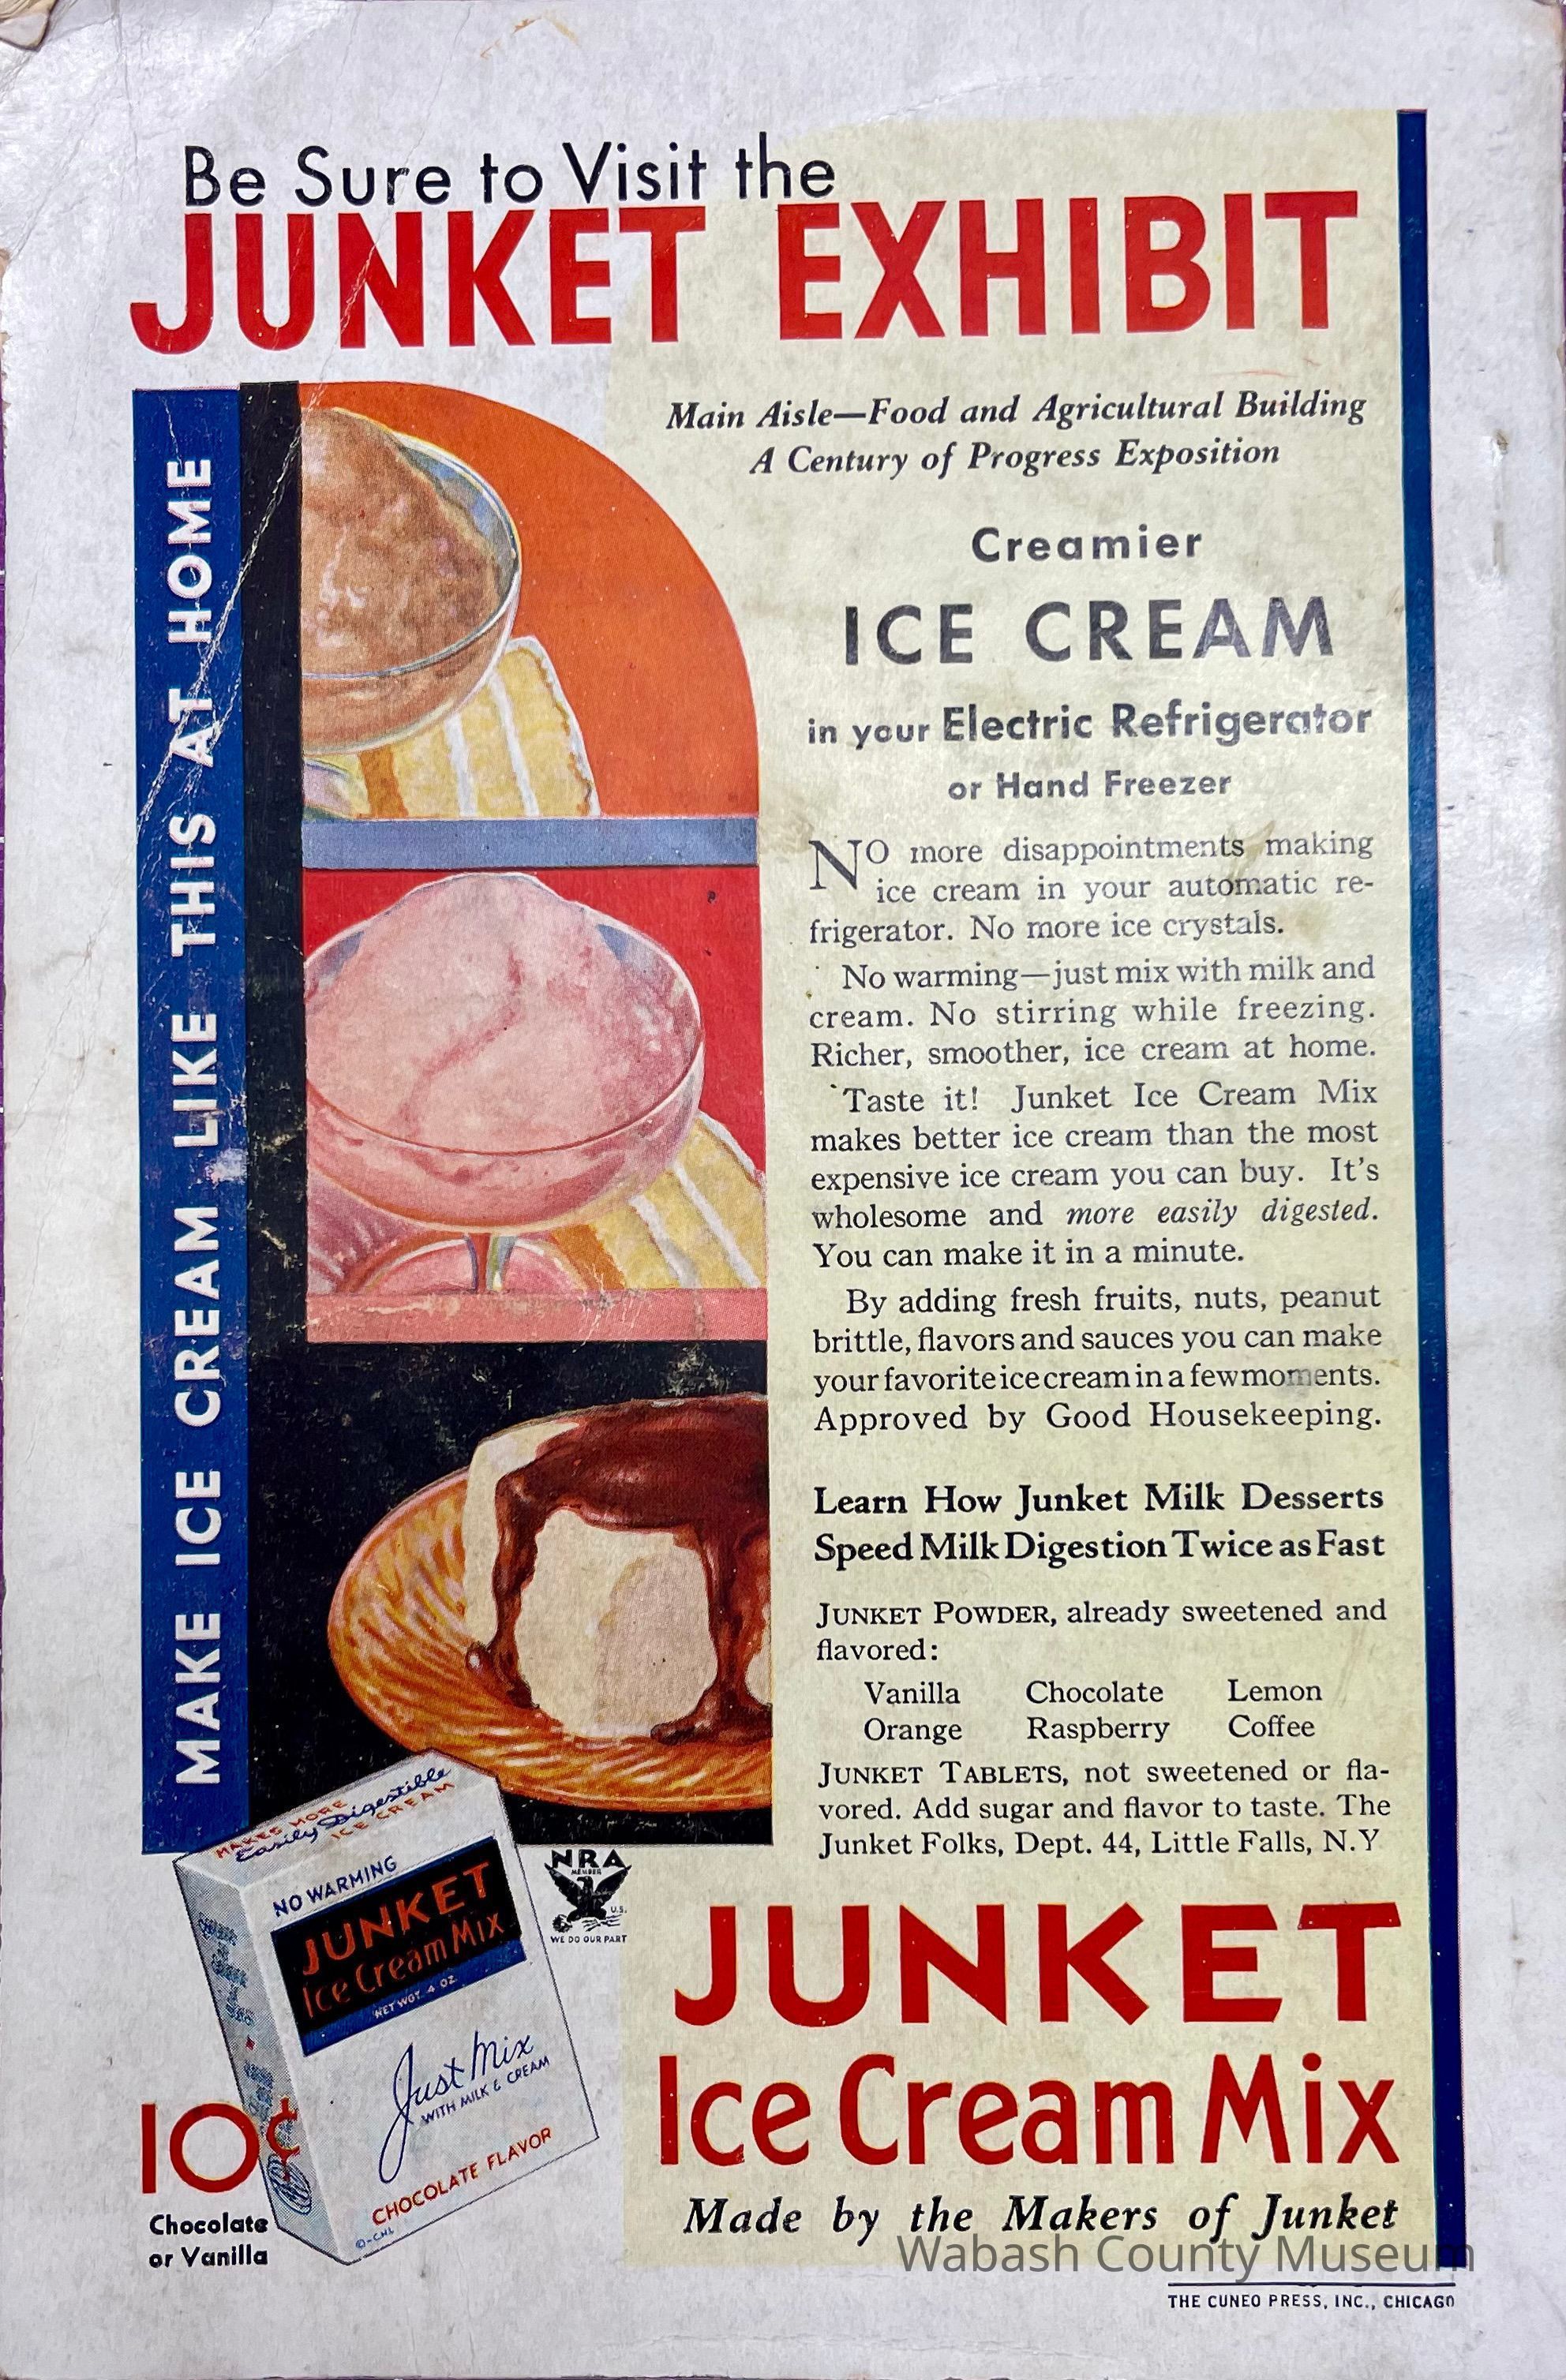 Be Sure to Visit the
JUNKET EXHIBIT
Main Aisle—Food and Agricultural Building
A Century of Progress Exposition
MAKE ICE CREAM LIKE THIS AT HOME
Creamier
ICE CREAM
in your Electric Refrigerator
or Hand Freezer
NO more disappointments making
ice cream in your automatic re-
frigerator. No more ice crystals.
No warming—just mix with milk and
cream. No stirring while freezing.
Richer, smoother, ice cream at home.
Taste it! Junket Ice Cream Mix
makes better ice cream than the most
expensive ice cream you can buy. It's
wholesome and more easily digested.
You can make it in a minute.
By adding fresh fruits, nuts, peanut
brittle, flavors and sauces you can make
your favorite ice cream in a few moments.
Approved by Good Housekeeping.
Learn How Junket Milk Desserts
Speed Milk Digestion Twice as Fast
JUNKET POWDER, already sweetened and
flavored:
Vanilla Chocolate Lemon
Orange Raspberry Coffee
JUNKET TABLETS, not sweetened or fla-
vored. Add sugar and flavor to taste. The
Junket Folks, Dept. 44, Little Falls, N.Y
MAKES MORE
Easily Digestible
ICE CREAM
NO WARMING
JUNKET
Ice Cream Mix
NET WGT. 4 OZ.
Just Mix
WITH MILK & CREAM
CHOCOLATE FLAVOR
©-CHL
NRA
MEMBER
U.S.
WE DO OUR PART
10¢
Chocolate
or Vanilla
JUNKET
Ice Cream Mix
Made by the Makers of Junket
Wabash County Museum
THE CUNEO PRESS, INC., CHICAGO